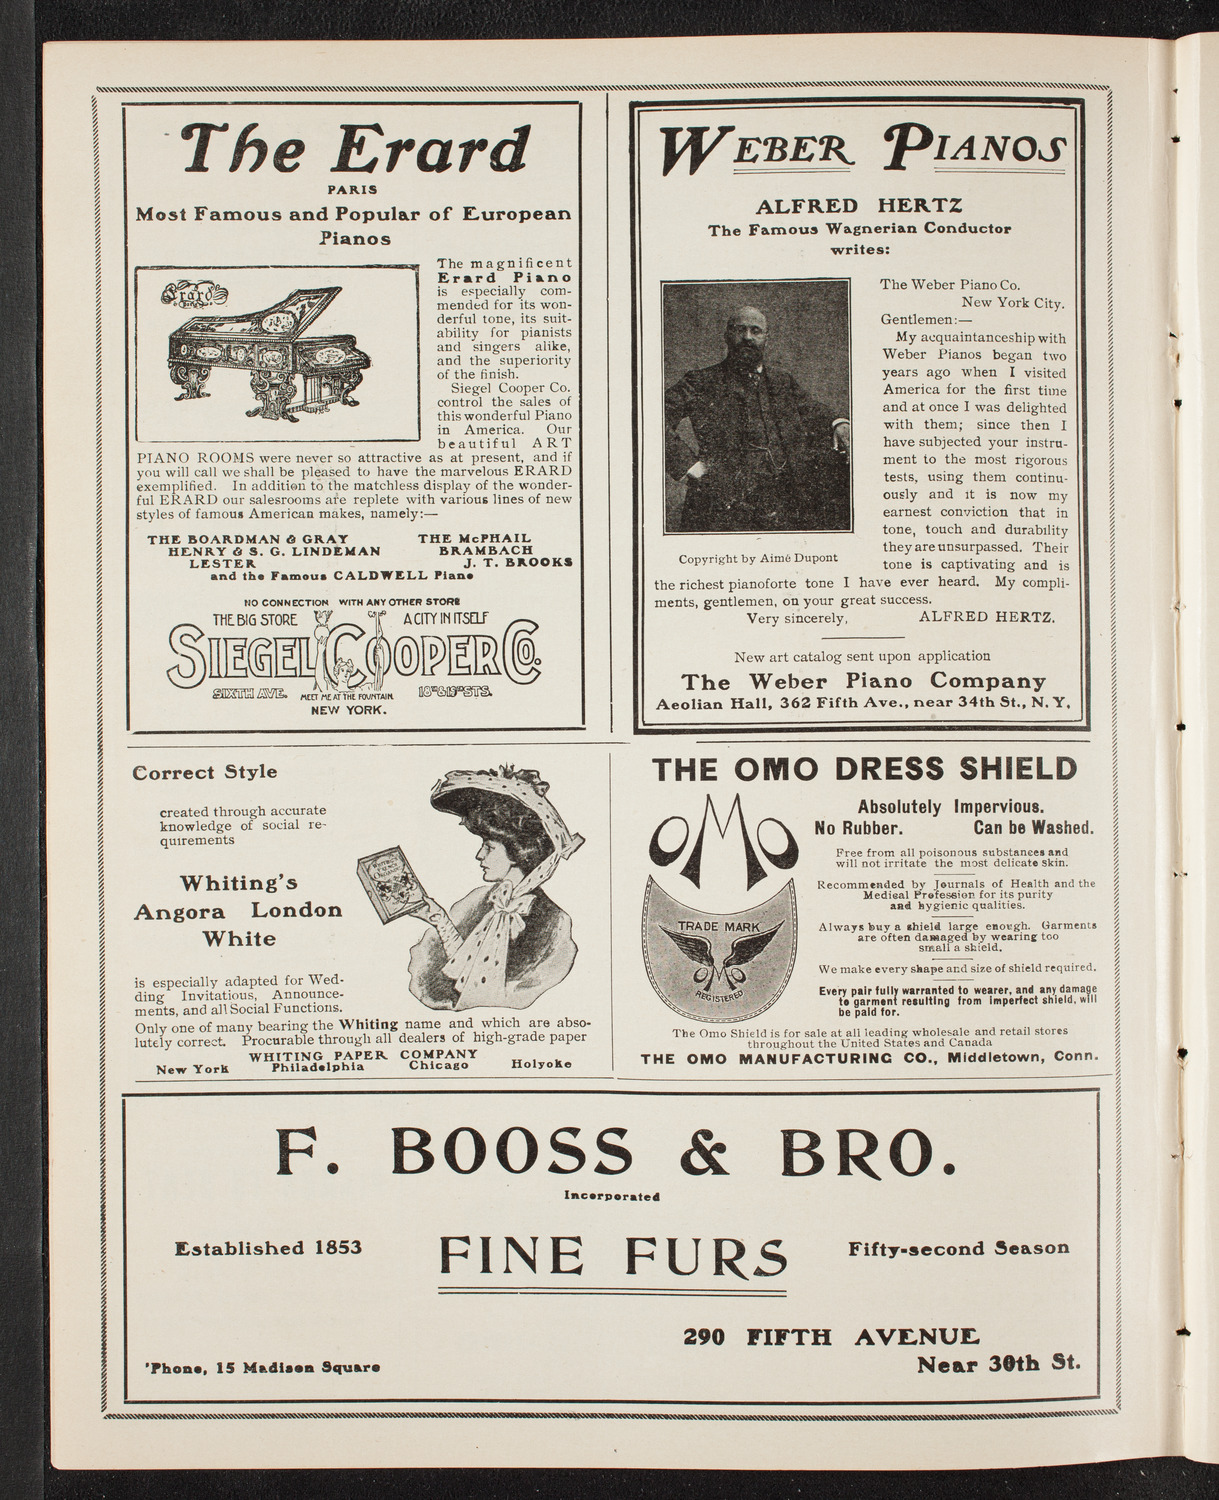 The Erard
PARIS
Most Famous and Popular of European
Pianos
Erard
The magnificent
Erard Piano
is especially com-
mended for its won-
derful tone, its suit-
ability for pianists
and singers alike,
and the superiority
of the finish.
Siegel Cooper Co.
control the sales of
this wonderful Piano
in America. Our
beautiful ART
PIANO ROOMS were never so attractive as at present, and if
you will call we shall be pleased to have the marvelous ERARD
exemplified. In addition to the matchless display of the wonder-
ful ERARD our salesrooms are replete with various lines of new
styles of famous American makes, namely:—
THE BOARDMAN & GRAY THE McPHAIL
HENRY & S. G. LINDEMAN BRAMBACH
LESTER J. T. BROOKS
and the Famous CALDWELL Piano
NO CONNECTION WITH ANY OTHER STORE
THE BIG STORE A CITY IN ITSELF
SIEGEL COOPER CO.
SIXTH AVE. MEET ME AT THE FOUNTAIN. 18TH & 19TH STS.
NEW YORK.
WEBER PIANOS
ALFRED HERTZ
The Famous Wagnerian Conductor
writes:
The Weber Piano Co.
New York City.
Gentlemen:—
My acquaintanceship with
Weber Pianos began two
years ago when I visited
America for the first time
and at once I was delighted
with them; since then I
have subjected your instru-
ment to the most rigorous
tests, using them continu-
ously and it is now my
earnest conviction that in
tone, touch and durability
they are unsurpassed. Their
tone is captivating and is
Copyright by Aimé Dupont
the richest pianoforte tone I have ever heard. My compli-
ments, gentlemen, on your great success.
Very sincerely, ALFRED HERTZ.
New art catalog sent upon application
The Weber Piano Company
Aeolian Hall, 362 Fifth Ave., near 34th St., N. Y.
Correct Style
created through accurate
knowledge of social re-
quirements
Whiting's
Angora London
White
is especially adapted for Wed-
ding Invitations, Announce-
ments, and all Social Functions.
Only one of many bearing the Whiting name and which are abso-
lutely correct. Procurable through all dealers of high-grade paper
WHITING PAPER COMPANY
New York Philadelphia Chicago Holyoke
THE OMO DRESS SHIELD
OMO
Absolutely Impervious.
No Rubber. Can be Washed.
Free from all poisonous substances and
will not irritate the most delicate skin.
Recommended by Journals of Health and the
Medical Profession for its purity
and hygienic qualities.
TRADE MARK
OMO
REGISTERED
Always buy a shield large enough. Garments
are often damaged by wearing too
small a shield.
We make every shape and size of shield required.
Every pair fully warranted to wearer, and any damage
to garment resulting from imperfect shield, will
be paid for.
The Omo Shield is for sale at all leading wholesale and retail stores
throughout the United States and Canada
THE OMO MANUFACTURING CO., Middletown, Conn.
F. BOOSS & BRO.
Incorporated
Established 1853 FINE FURS Fifty-second Season
290 FIFTH AVENUE
'Phone, 15 Madison Square Near 30th St.